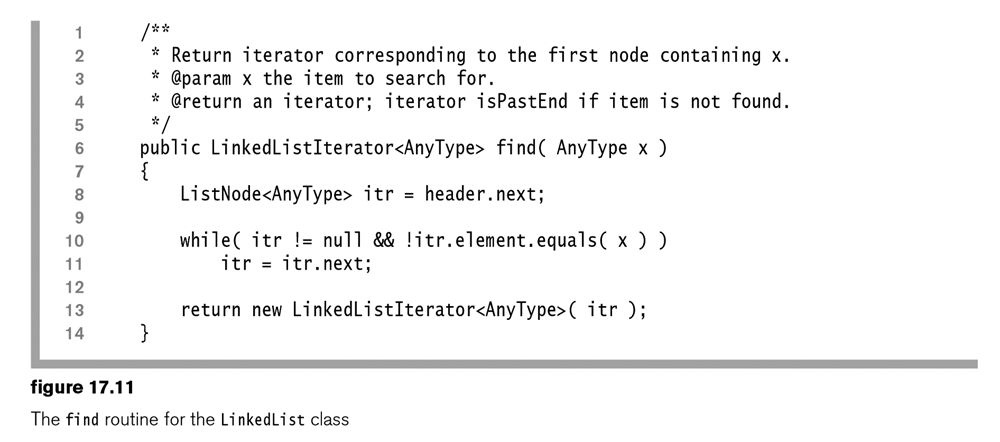 1 /**
2 * Return iterator corresponding to the first node containing x.
3 * @param x the item to search for.
4 * @return an iterator; iterator isPastEnd if item is not found.
5 */
6 public LinkedListIterator<AnyType> find( AnyType x )
7 {
8 ListNode<AnyType> itr = header.next;
9
10 while( itr != null && !itr.element.equals( x ) )
11 itr = itr.next;
12
13 return new LinkedListIterator<AnyType>( itr );
14 }
figure 17.11
The find routine for the LinkedList class